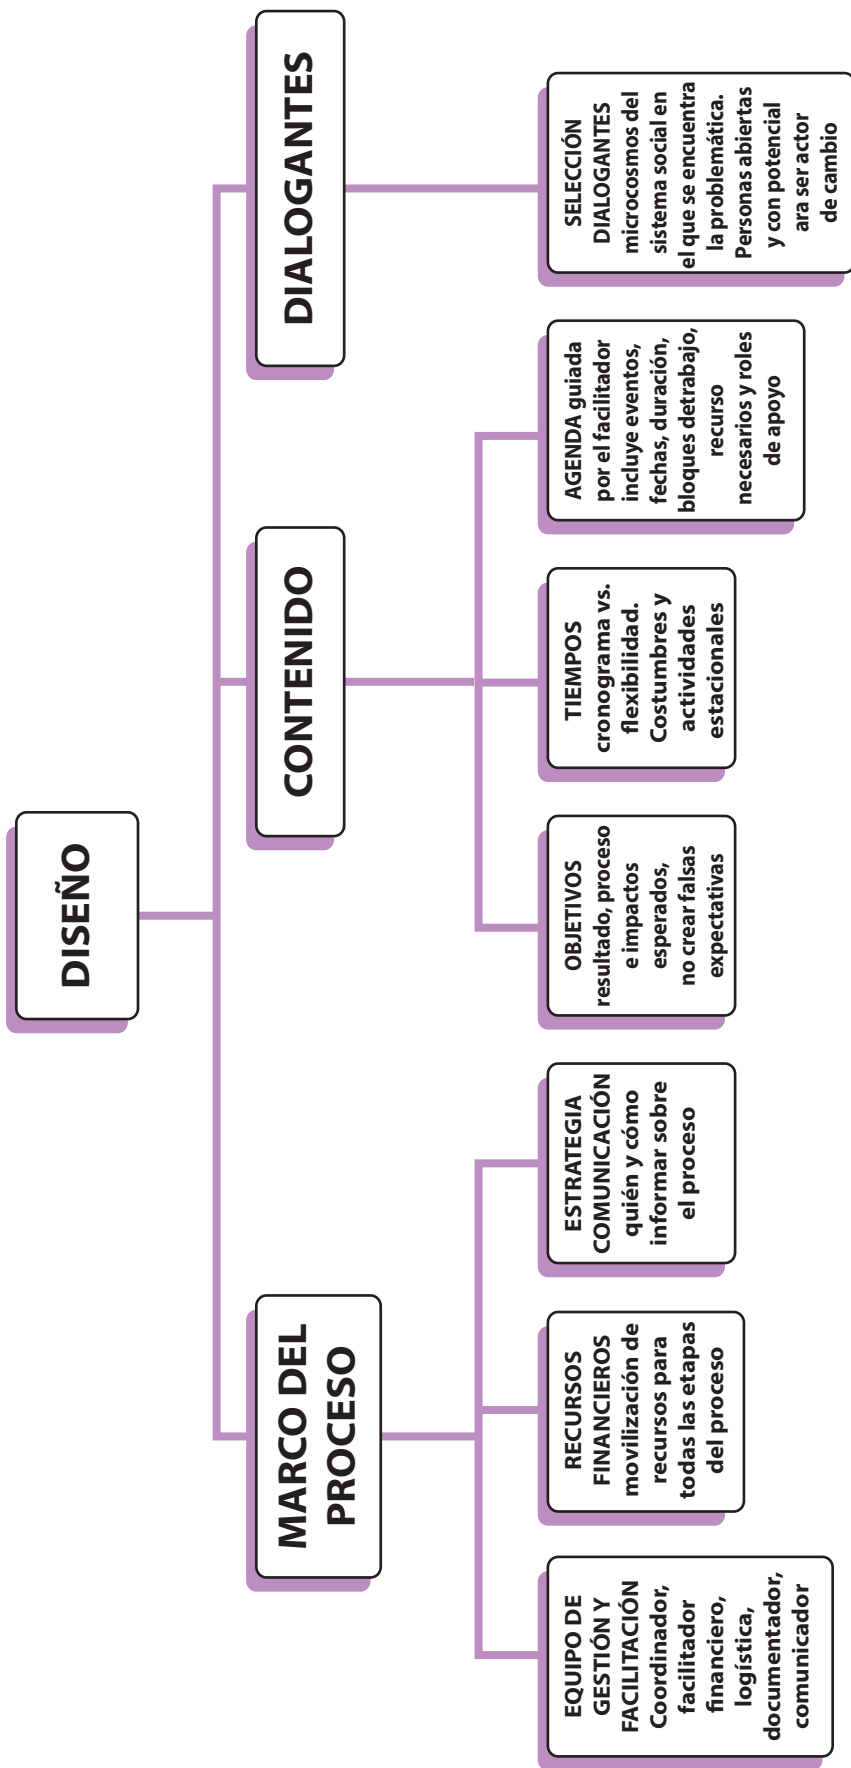 DISEÑO
MARCO DEL
PROCESO
CONTENIDO
DIALOGANTES
EQUIPO DE
GESTIÓN Y
FACILITACIÓN
Coordinador,
facilitador
financiero,
logística,
documentador,
comunicador
RECURSOS
FINANCIEROS
movilización de
recursos para
todas las etapas
del proceso
ESTRATEGIA
COMUNICACIÓN
quién y cómo
informar sobre
el proceso
OBJETIVOS
resultado, proceso
e impactos
esperados,
no crear falsas
expectativas
TIEMPOS
cronograma vs.
flexibilidad.
Costumbres y
actividades
estacionales
AGENDA guiada
por el facilitador
incluye eventos,
fechas, duración,
bloques detrabajo,
recurso
necesarios y roles
de apoyo
SELECCIÓN
DIALOGANTES
microcosmos del
sistema social en
el que se encuentra
la problemática.
Personas abiertas
y con potencial
ara ser actor
de cambio